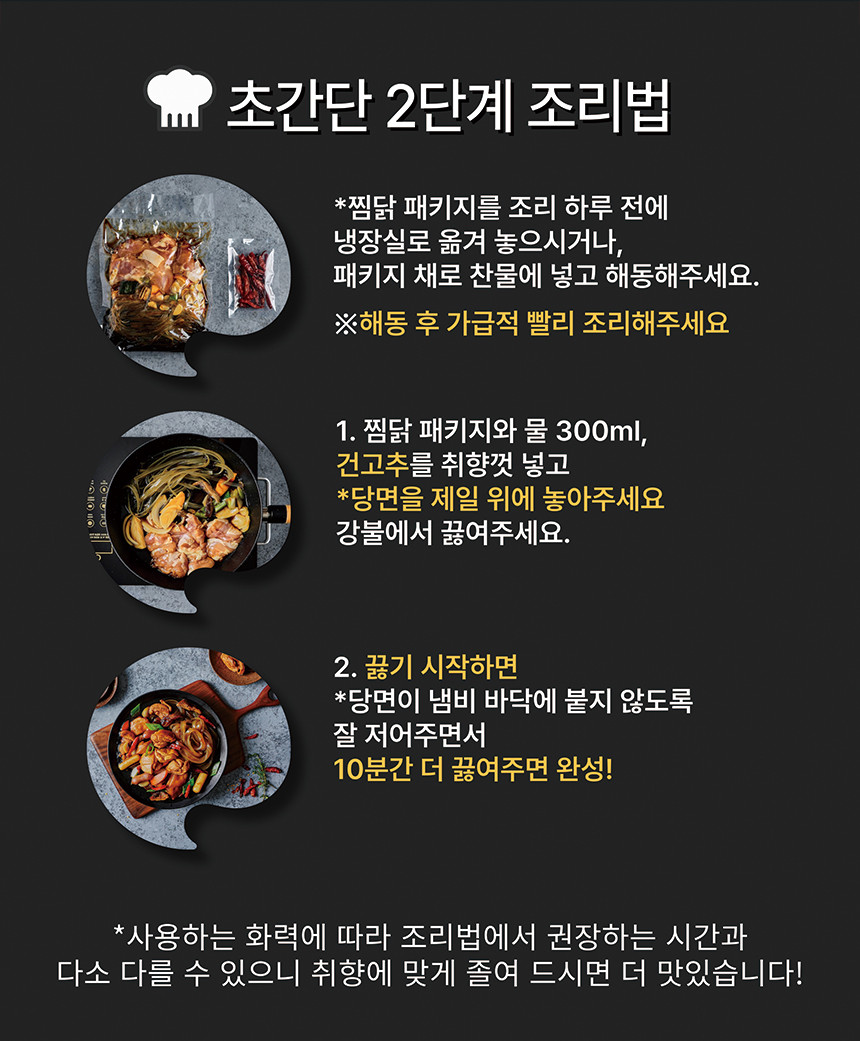 초간단 2단계 조리법
*찜닭 패키지를 조리 하루 전에
냉장실로 옮겨 놓으시거나,
패키지 채로 찬물에 넣고 해동해주세요.
※해동 후 가급적 빨리 조리해주세요
1. 찜닭 패키지와 물 300ml,
건고추를 취향껏 넣고
*당면을 제일 위에 놓아주세요
강불에서 끓여주세요.
2. 끓기 시작하면
*당면이 냄비 바닥에 붙지 않도록
잘 저어주면서
10분간 더 끓여주면 완성!
*사용하는 화력에 따라 조리법에서 권장하는 시간과
다소 다를 수 있으니 취향에 맞게 졸여 드시면 더 맛있습니다!